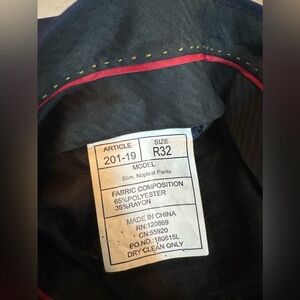 ARTICLE SIZE
201-19 R32
MODEL
Slim, Nopleat Pants
FABRIC COMPOSITION
65%POLYESTER
35%RAYON
MADE IN CHINA
RN:120869
CN:55920
PO.NO.:180615L
DRY CLEAN ONLY